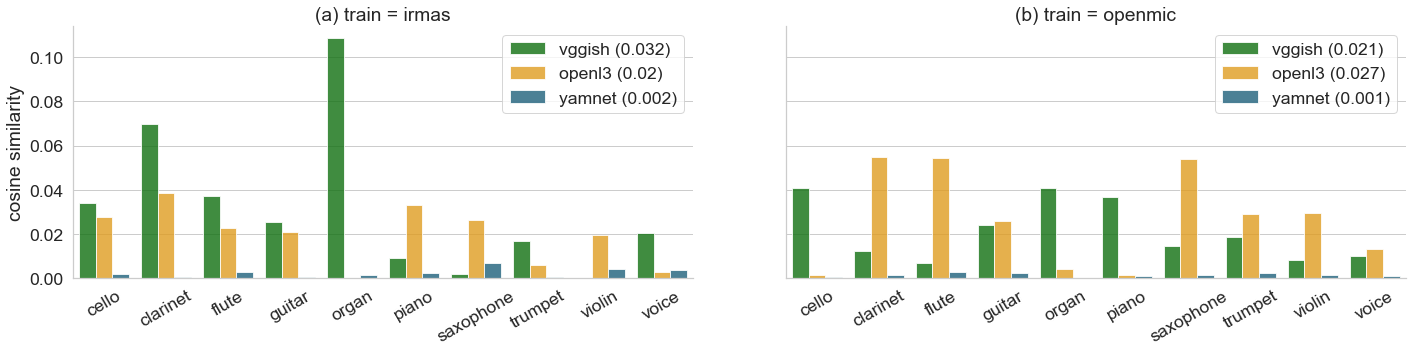 (a) train = irmas
(b) train = openmic
cosine similarity
0.10
0.08
0.06
0.04
0.02
0.00
vggish (0.032)
openl3 (0.02)
yamnet (0.002)
vggish (0.021)
openl3 (0.027)
yamnet (0.001)
cello
clarinet
flute
guitar
organ
piano
saxophone
trumpet
violin
voice
cello
clarinet
flute
guitar
organ
piano
saxophone
trumpet
violin
voice